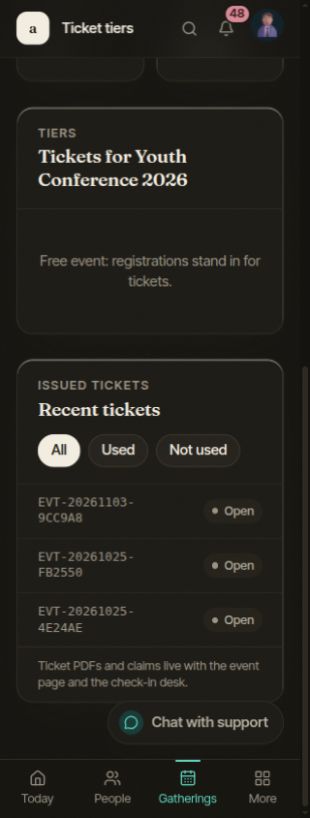 a
Ticket tiers
48
TIERS
Tickets for Youth
Conference 2026
Free event: registrations stand in for
tickets.
ISSUED TICKETS
Recent tickets
All
Used
Not used
EVT-20261103-
9CC9A8
Open
EVT-20261025-
FB2550
Open
EVT-20261025-
4E24AE
Open
Ticket PDFs and claims live with the event
page and the check-in desk.
Chat with support
Today
People
Gatherings
More